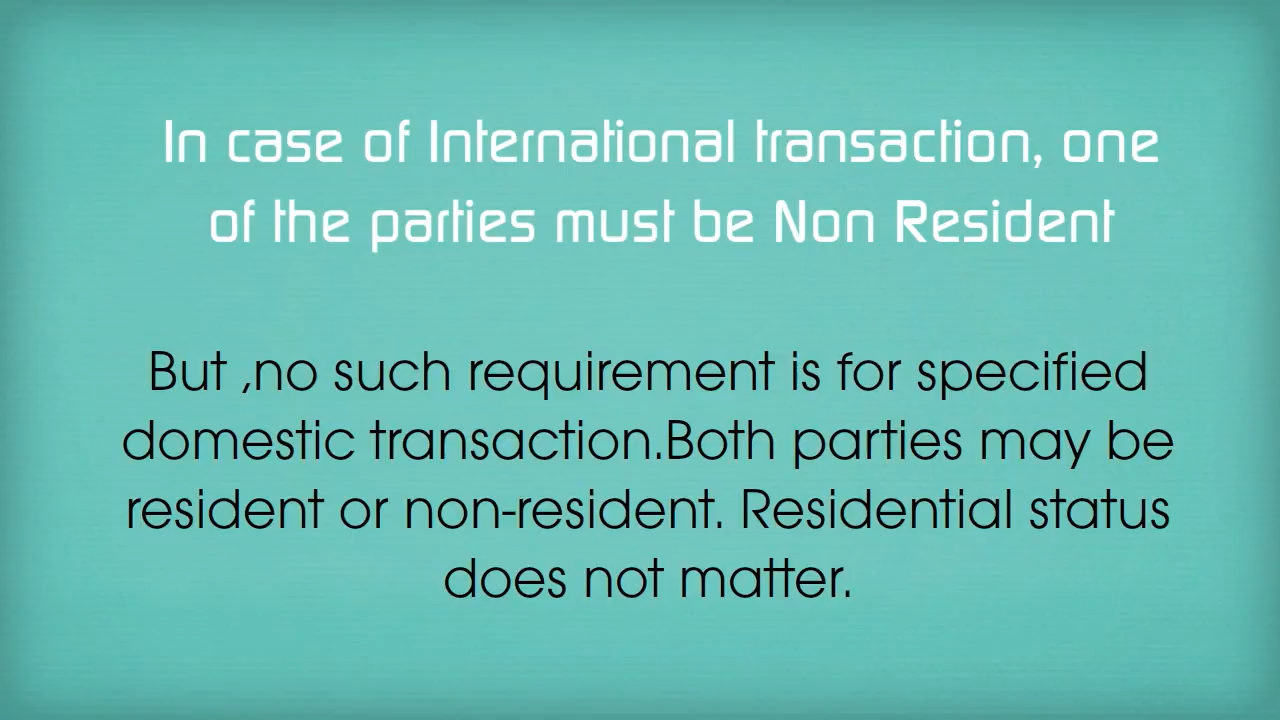 In case of International transaction, one
of the parties must be Non Resident
But ,no such requirement is for specified
domestic transaction.Both parties may be
resident or non-resident. Residential status
does not matter.